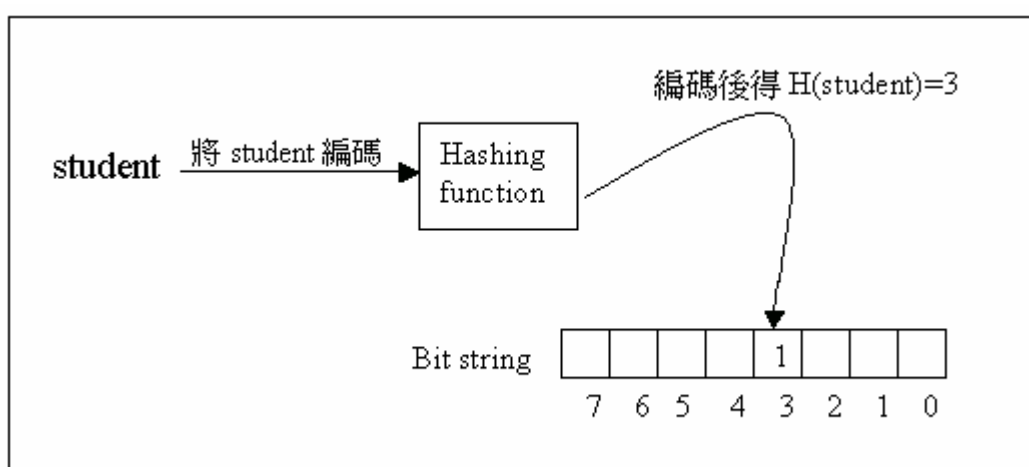 編碼後得 H(student)=3
student
將 student 編碼
Hashing
function
Bit string
1
7 6 5 4 3 2 1 0